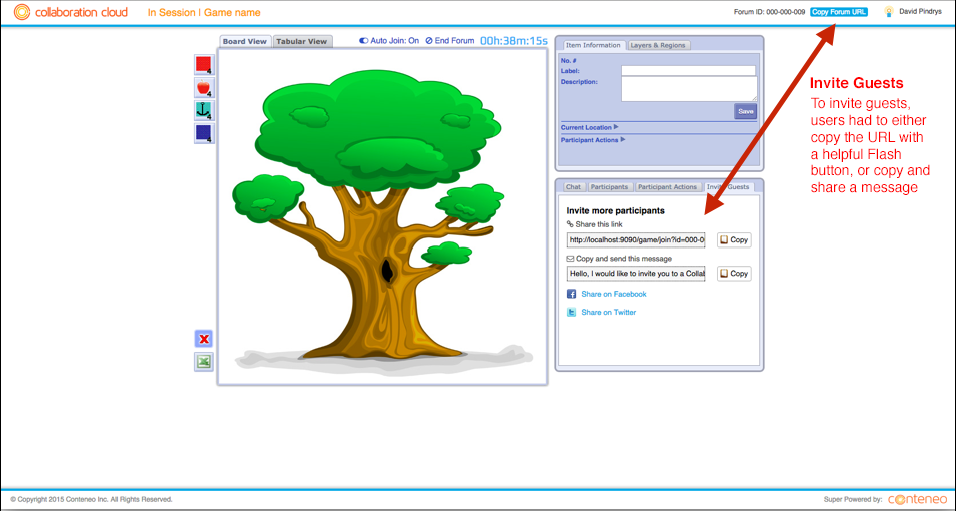 collaboration cloud
In Session | Game name
Forum ID: 000-000-009
Copy Forum URL
David Pindrys
Board View
Tabular View
Auto Join: On
End Forum
00h:38m:15s
4
4
4
4
Item Information
Layers & Regions
No. #
Label:
Description:
Save
Current Location
Participant Actions
Invite Guests
To invite guests,
users had to either
copy the URL with
a helpful Flash
button, or copy and
share a message
Chat
Participants
Participant Actions
Invite Guests
Invite more participants
Share this link
http://localhost:9090/game/join?id=000-0
Copy
Copy and send this message
Hello, I would like to invite you to a Collab
Copy
Share on Facebook
Share on Twitter
X
© Copyright 2015 Conteneo Inc. All Rights Reserved.
Super Powered by:
conteneo